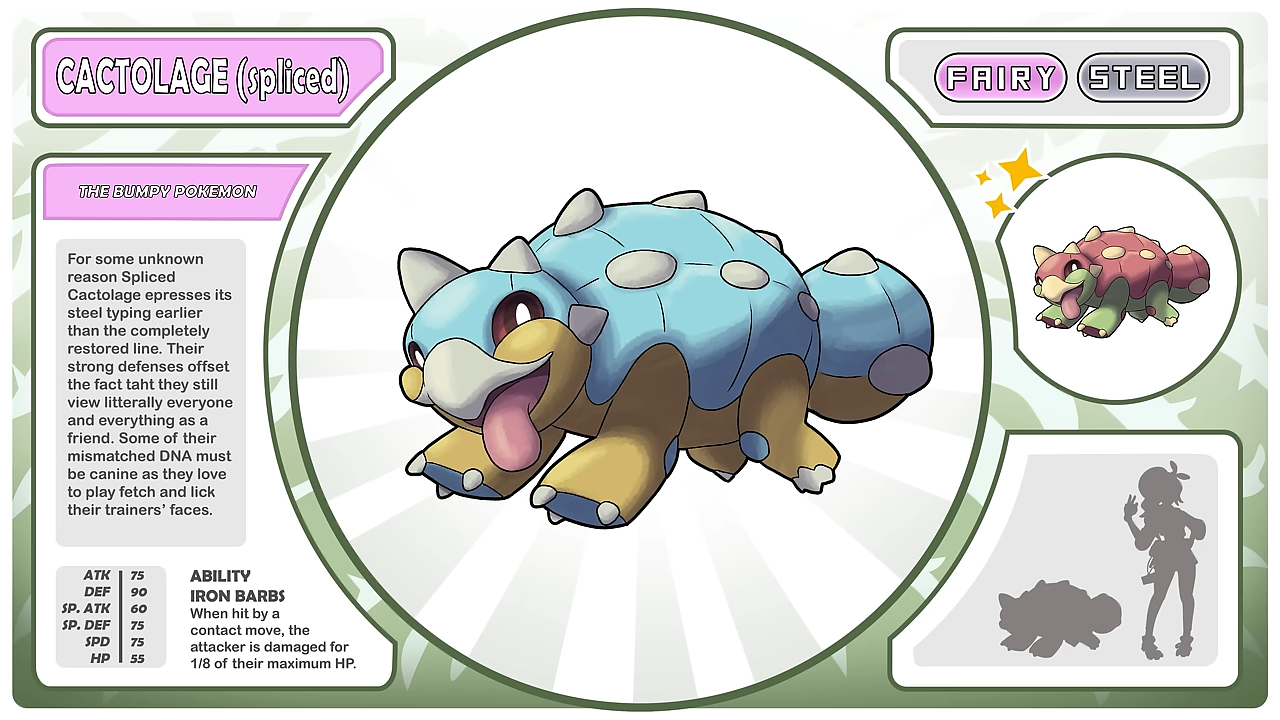 CACTOLAGE (spliced)
FAIRY STEEL
THE BUMPY POKEMON
For some unknown
reason Spliced
Cactolage epresses its
steel typing earlier
than the completely
restored line. Their
strong defenses offset
the fact taht they still
view litterally everyone
and everything as a
friend. Some of their
mismatched DNA must
be canine as they love
to play fetch and lick
their trainers’ faces.
ATK 75
DEF 90
SP. ATK 60
SP. DEF 75
SPD 75
HP 55
ABILITY
IRON BARBS
When hit by a
contact move, the
attacker is damaged for
1/8 of their maximum HP.